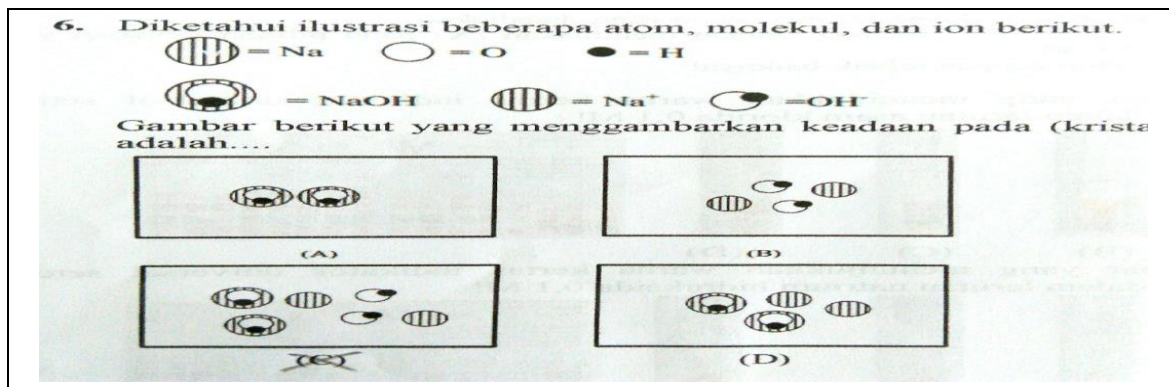 6. Diketahui ilustrasi beberapa atom, molekul, dan ion berikut.
= Na = O = H
= NaOH = Na⁺ =OH⁻
Gambar berikut yang menggambarkan keadaan pada (krista
adalah....
(A) (B)
(C) (D)